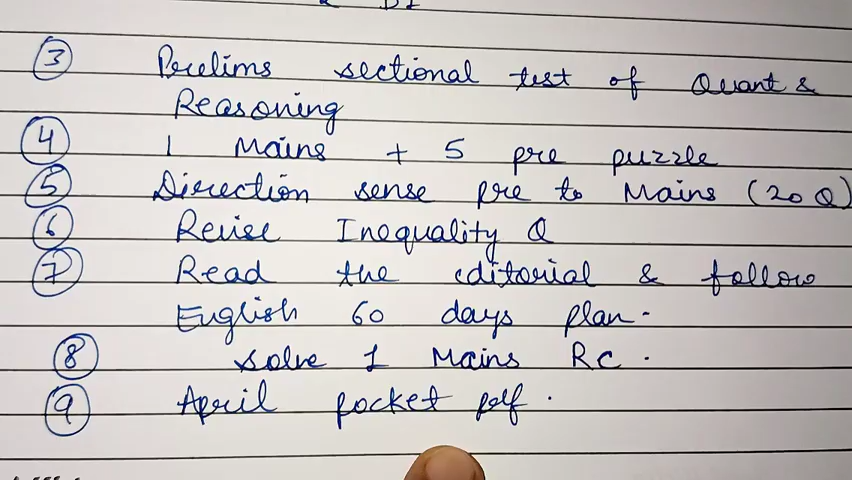 ③ Prelims sectional test of Quant &
Reasoning
④ 1 Mains + 5 pre puzzle
⑤ Direction sense pre to Mains (20 Q)
⑥ Revise Inequality Q
⑦ Read the editorial & follow
English 60 days plan.
⑧ solve 1 Mains RC.
⑨ April pocket pdf.